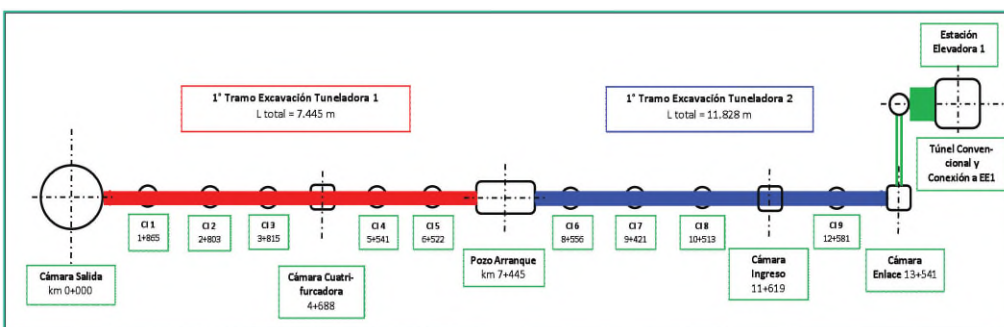 Estación
Elevadora 1
1° Tramo Excavación Tuneladora 1
L total = 7.445 m
1° Tramo Excavación Tuneladora 2
L total = 11.828 m
Túnel Conven-
cional y
Conexión a EE1
CI 1
1+865
CI 2
2+803
CI 3
3+815
CI 4
5+541
CI 5
6+522
CI 6
8+556
CI 7
9+421
CI 8
10+513
CI 9
12+581
Cámara Salida
km 0+000
Cámara Cuatri-
furcadora
4+688
Pozo Arranque
km 7+445
Cámara
Ingreso
11+619
Cámara
Enlace 13+541